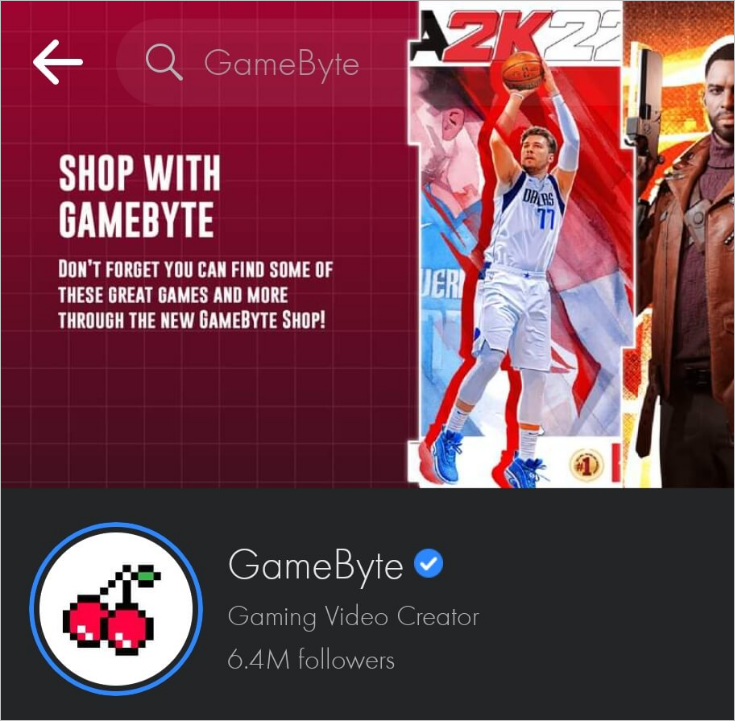 GameByte
A 2K22
SHOP WITH
GAMEBYTE
DON'T FORGET YOU CAN FIND SOME OF
THESE GREAT GAMES AND MORE
THROUGH THE NEW GAMEBYTE SHOP!
DALLAS
77
#1
GameByte
Gaming Video Creator
6.4M followers